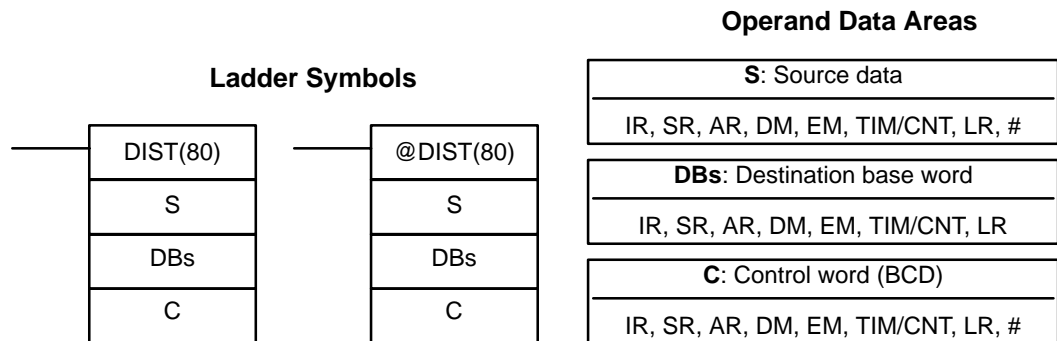 Operand Data Areas
Ladder Symbols
S: Source data
IR, SR, AR, DM, EM, TIM/CNT, LR, #
DIST(80)
@DIST(80)
DBs: Destination base word
S
S
IR, SR, AR, DM, EM, TIM/CNT, LR
DBs
DBs
C: Control word (BCD)
C
C
IR, SR, AR, DM, EM, TIM/CNT, LR, #